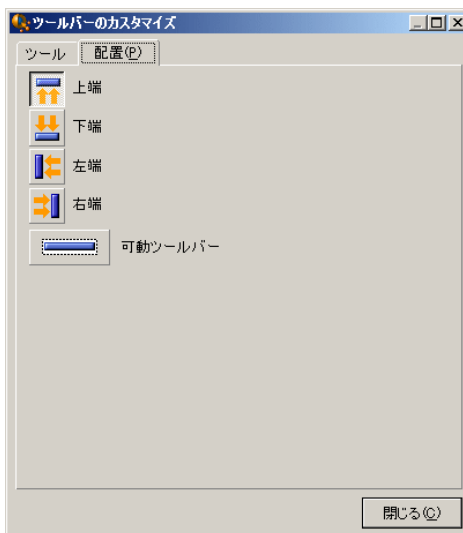 ツールバーのカスタマイズ
ツール 配置(P)
上端
下端
左端
右端
可動ツールバー
閉じる(C)